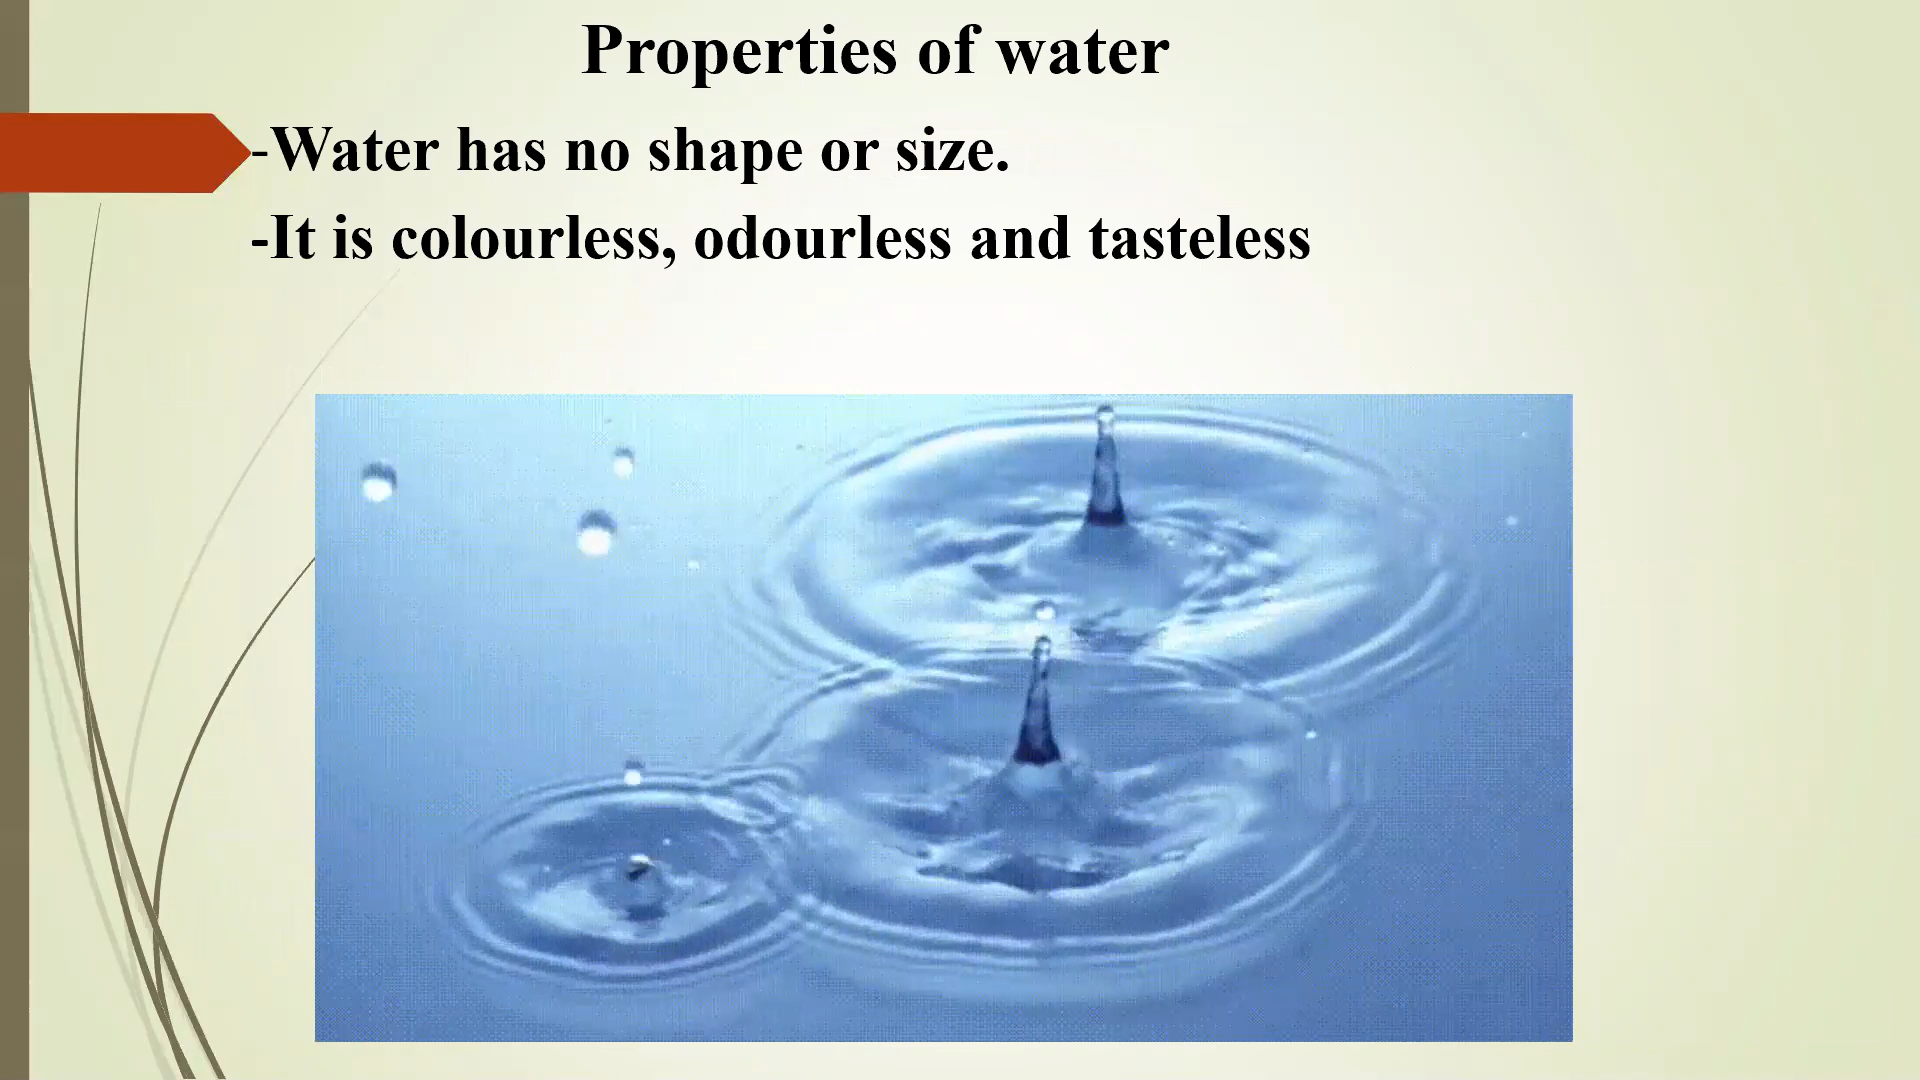 Properties of water
-Water has no shape or size.
-It is colourless, odourless and tasteless